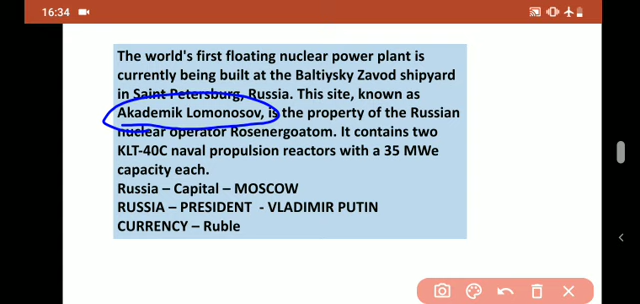 16:34
The world's first floating nuclear power plant is
currently being built at the Baltiysky Zavod shipyard
in Saint Petersburg, Russia. This site, known as
Akademik Lomonosov, is the property of the Russian
nuclear operator Rosenergoatom. It contains two
KLT-40C naval propulsion reactors with a 35 MWe
capacity each.
Russia – Capital – MOSCOW
RUSSIA – PRESIDENT - VLADIMIR PUTIN
CURRENCY – Ruble